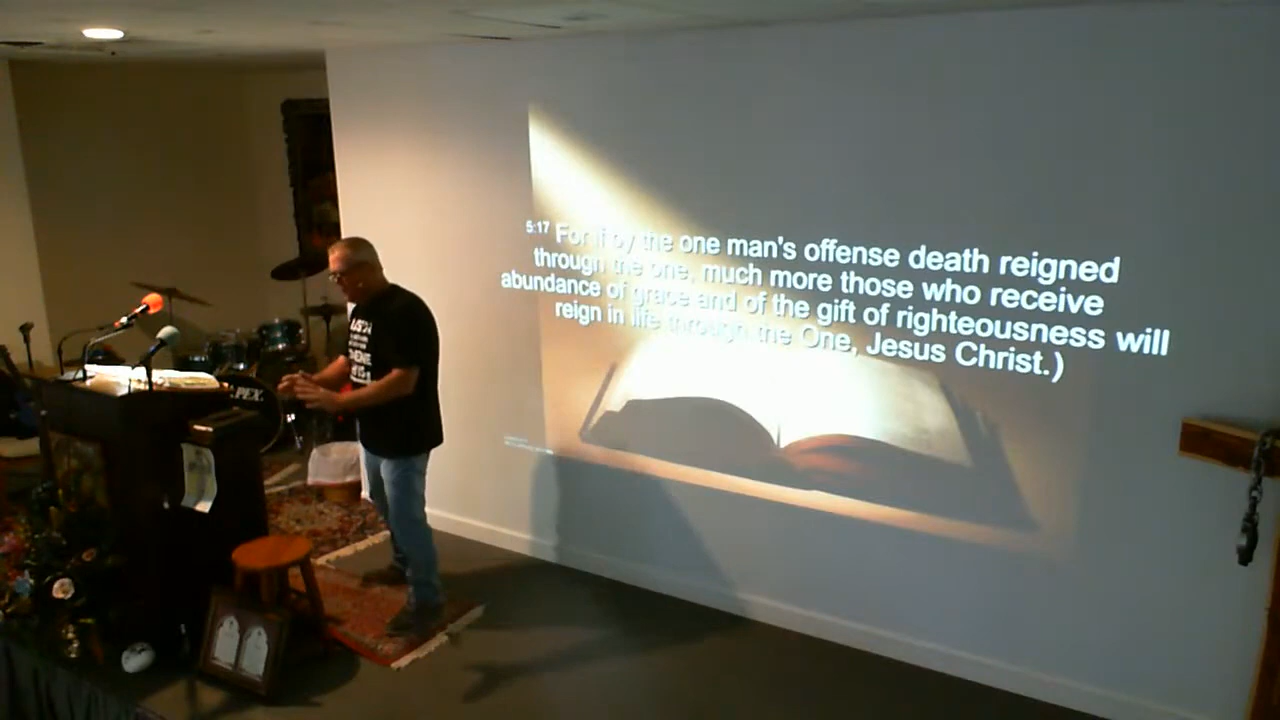 5:17 For if by the one man's offense death reigned
through the one, much more those who receive
abundance of grace and of the gift of righteousness will
reign in life through the One, Jesus Christ.)